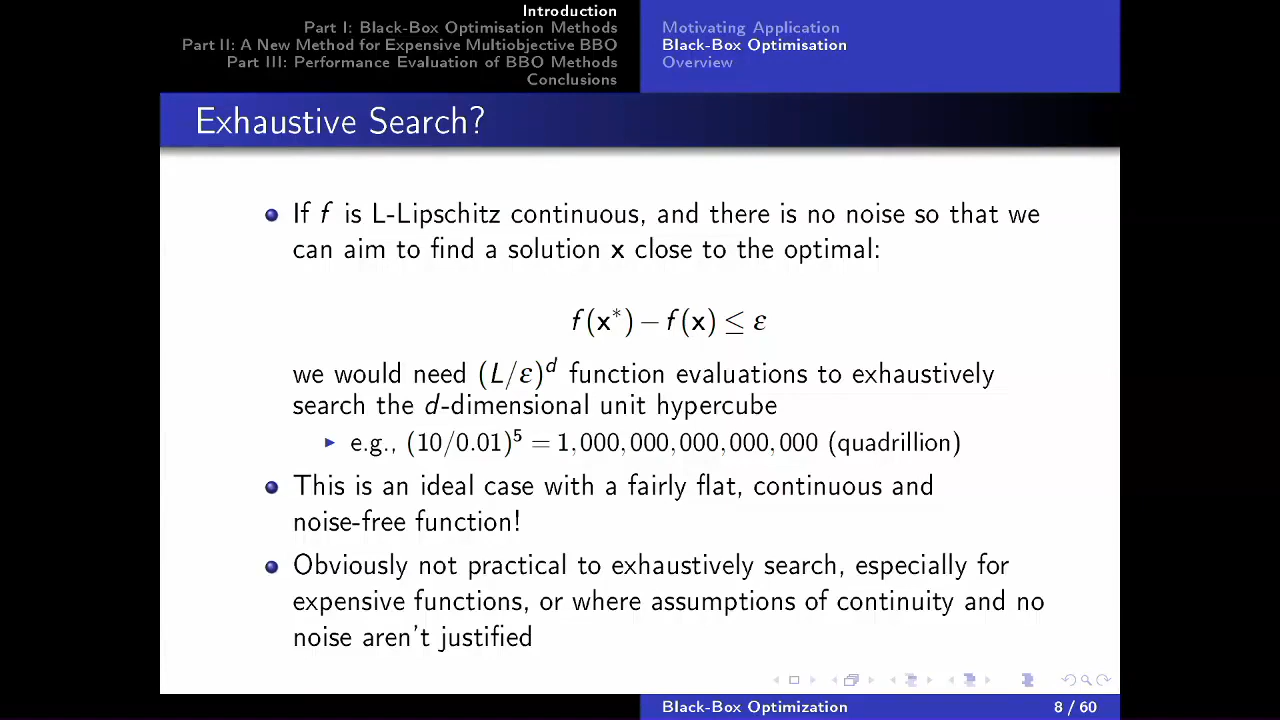 Introduction
Part I: Black-Box Optimisation Methods
Part II: A New Method for Expensive Multiobjective BBO
Part III: Performance Evaluation of BBO Methods
Conclusions
Motivating Application
Black-Box Optimisation
Overview
Exhaustive Search?
If f is L-Lipschitz continuous, and there is no noise so that we
can aim to find a solution x close to the optimal:
f(x*) − f(x) ≤ ε
we would need (L/ε)^d function evaluations to exhaustively
search the d-dimensional unit hypercube
e.g., (10/0.01)^5 = 1,000,000,000,000,000 (quadrillion)
This is an ideal case with a fairly flat, continuous and
noise-free function!
Obviously not practical to exhaustively search, especially for
expensive functions, or where assumptions of continuity and no
noise aren't justified
Black-Box Optimization
8 / 60